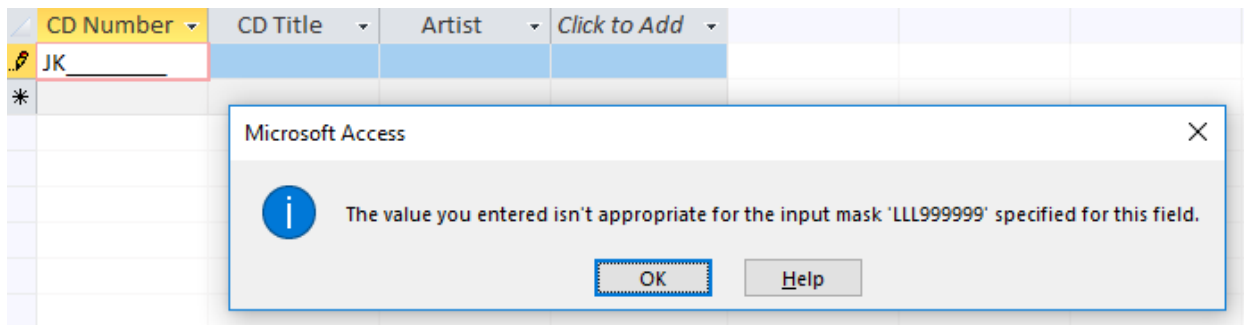 CD Number CD Title Artist Click to Add
JK_______
Microsoft Access
The value you entered isn't appropriate for the input mask 'LLL999999' specified for this field.
OK Help